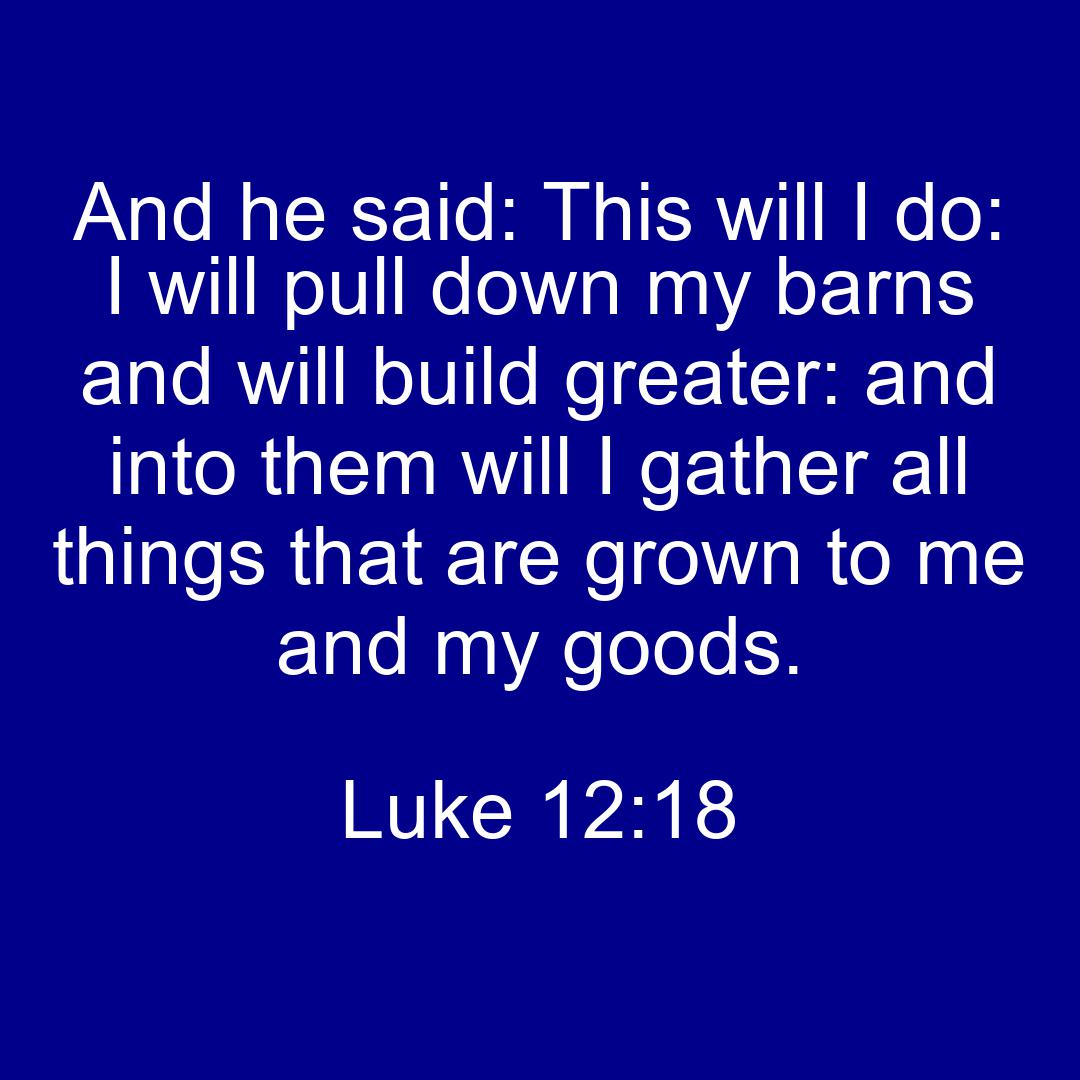 And he said: This will I do:
I will pull down my barns
and will build greater: and
into them will I gather all
things that are grown to me
and my goods.
Luke 12:18